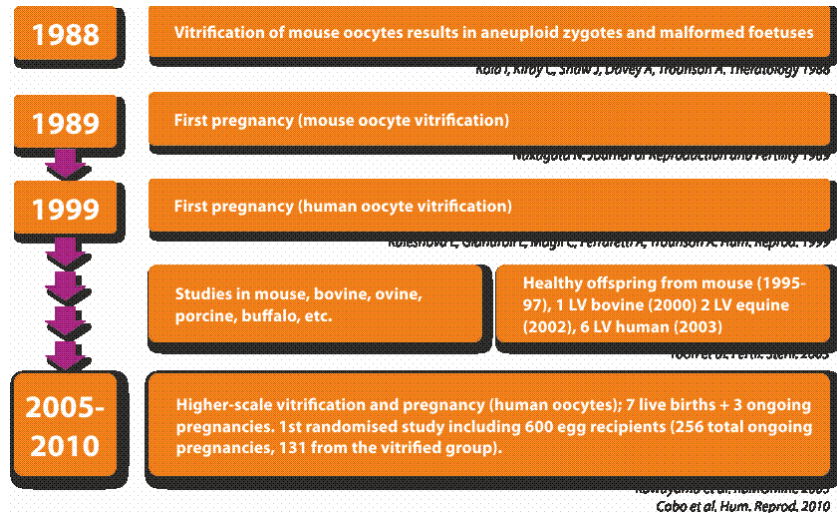 1988
Vitrification of mouse oocytes results in aneuploid zygotes and malformed foetuses
1989
First pregnancy (mouse oocyte vitrification)
Journal of Reproduction and Fertility 1989
1999
First pregnancy (human oocyte vitrification)
Hum. Reprod. 1999
Studies in mouse, bovine, ovine,
porcine, buffalo, etc.
Healthy offspring from mouse (1995-
97), 1 LV bovine (2000) 2 LV equine
(2002), 6 LV human (2003)
2005-
2010
Higher-scale vitrification and pregnancy (human oocytes); 7 live births + 3 ongoing
pregnancies. 1st randomised study including 600 egg recipients (256 total ongoing
pregnancies, 131 from the vitrified group).
Cobo et al. Hum. Reprod. 2010